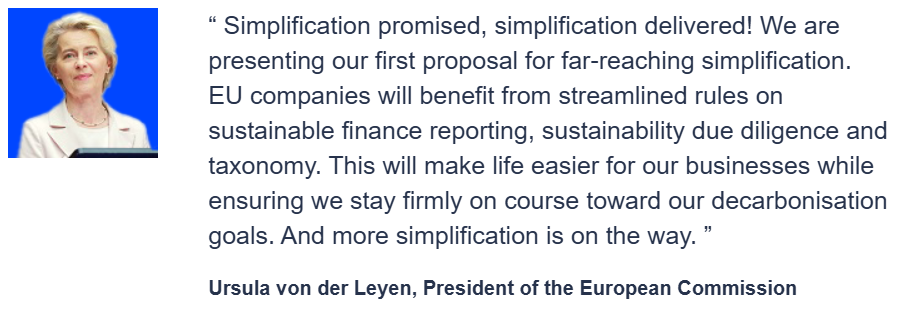 “ Simplification promised, simplification delivered! We are
presenting our first proposal for far-reaching simplification.
EU companies will benefit from streamlined rules on
sustainable finance reporting, sustainability due diligence and
taxonomy. This will make life easier for our businesses while
ensuring we stay firmly on course toward our decarbonisation
goals. And more simplification is on the way. ”
Ursula von der Leyen, President of the European Commission